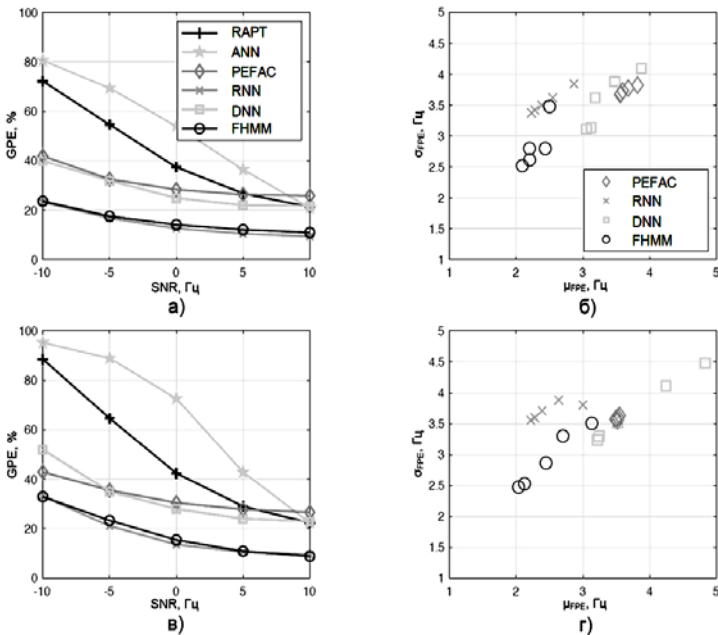 100
80
60
40
20
0
GPE, %
-10
-5
0
5
10
SNR, Гц
RAPT
ANN
PEFAC
RNN
DNN
FHMM
а)
5
4.5
4
3.5
3
2.5
2
1.5
1
σFPE, Гц
1
2
3
4
5
μFPE, Гц
PEFAC
RNN
DNN
FHMM
б)
100
80
60
40
20
0
GPE, %
-10
-5
0
5
10
SNR, Гц
в)
5
4.5
4
3.5
3
2.5
2
1.5
1
σFPE, Гц
1
2
3
4
5
μFPE, Гц
г)